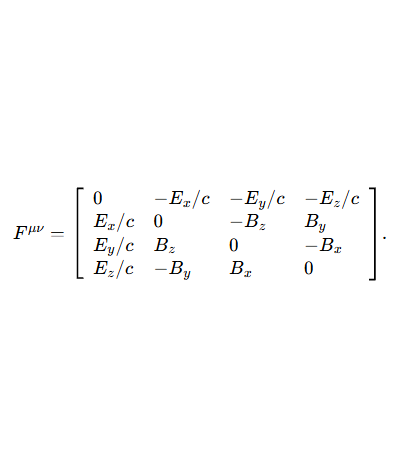 0 −E_x/c −E_y/c −E_z/c
E_x/c 0 −B_z B_y
F^{μν} = [ ] .
E_y/c B_z 0 −B_x
E_z/c −B_y B_x 0